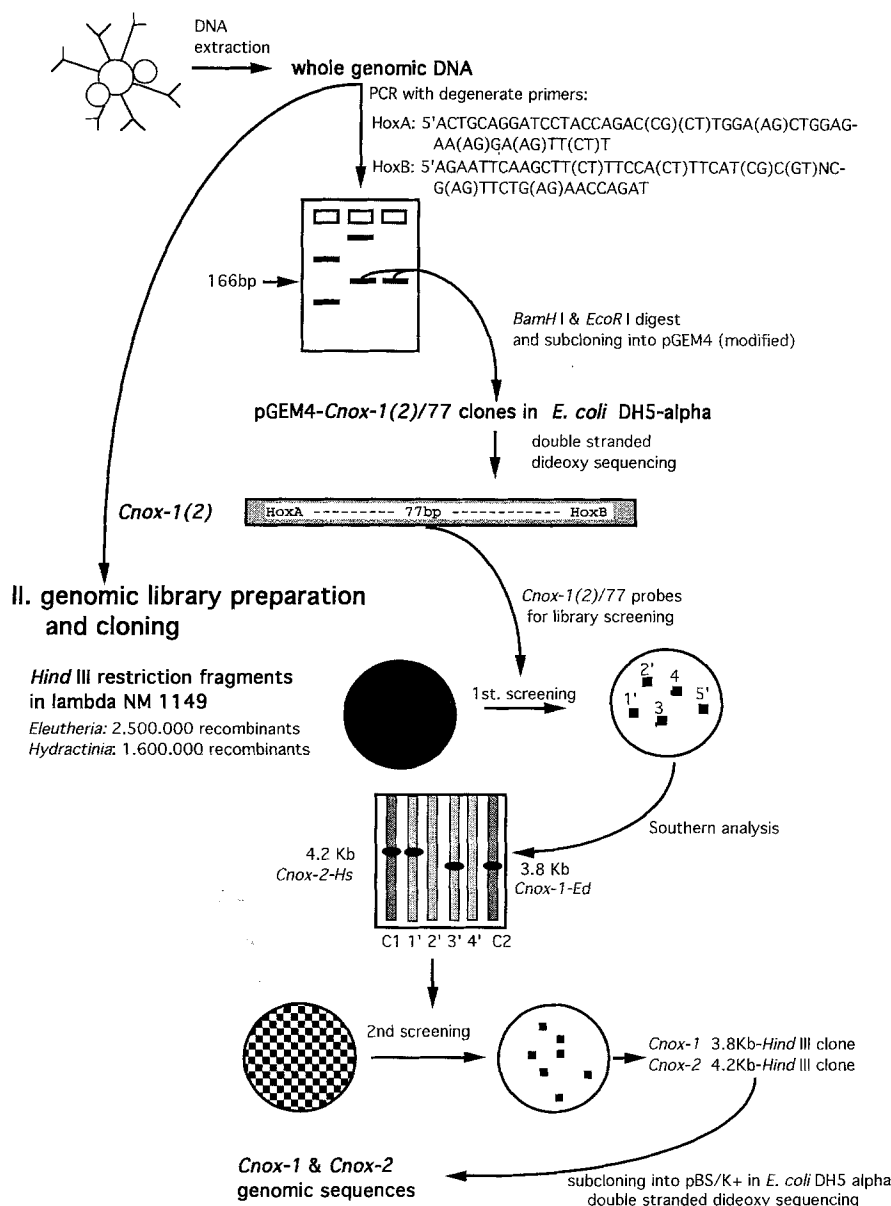 DNA
extraction
whole genomic DNA
PCR with degenerate primers:
HoxA: 5'ACTGCAGGATCCTACCAGAC(CG)(CT)TGGA(AG)CTGGAG-
AA(AG)GA(AG)TT(CT)T
HoxB: 5'AGAATTCAAGCTT(CT)TTCCA(CT)TTCAT(CG)C(GT)NC-
G(AG)TTCTG(AG)AACCAGAT
166bp
BamH I & EcoR I digest
and subcloning into pGEM4 (modified)
pGEM4-Cnox-1(2)/77 clones in E. coli DH5-alpha
double stranded
dideoxy sequencing
Cnox-1(2)
HoxA --------- 77bp ------------ HoxB
II. genomic library preparation
and cloning
Cnox-1(2)/77 probes
for library screening
Hind III restriction fragments
in lambda NM 1149
Eleutheria: 2.500.000 recombinants
Hydractinia: 1.600.000 recombinants
1st. screening
2' 4
1' 3 5'
Southern analysis
4.2 Kb
Cnox-2-Hs
3.8 Kb
Cnox-1-Ed
C1 1' 2' 3' 4' C2
2nd screening
Cnox-1 3.8Kb-Hind III clone
Cnox-2 4.2Kb-Hind III clone
Cnox-1 & Cnox-2
genomic sequences
subcloning into pBS/K+ in E. coli DH5 alpha
double stranded dideoxy sequencing